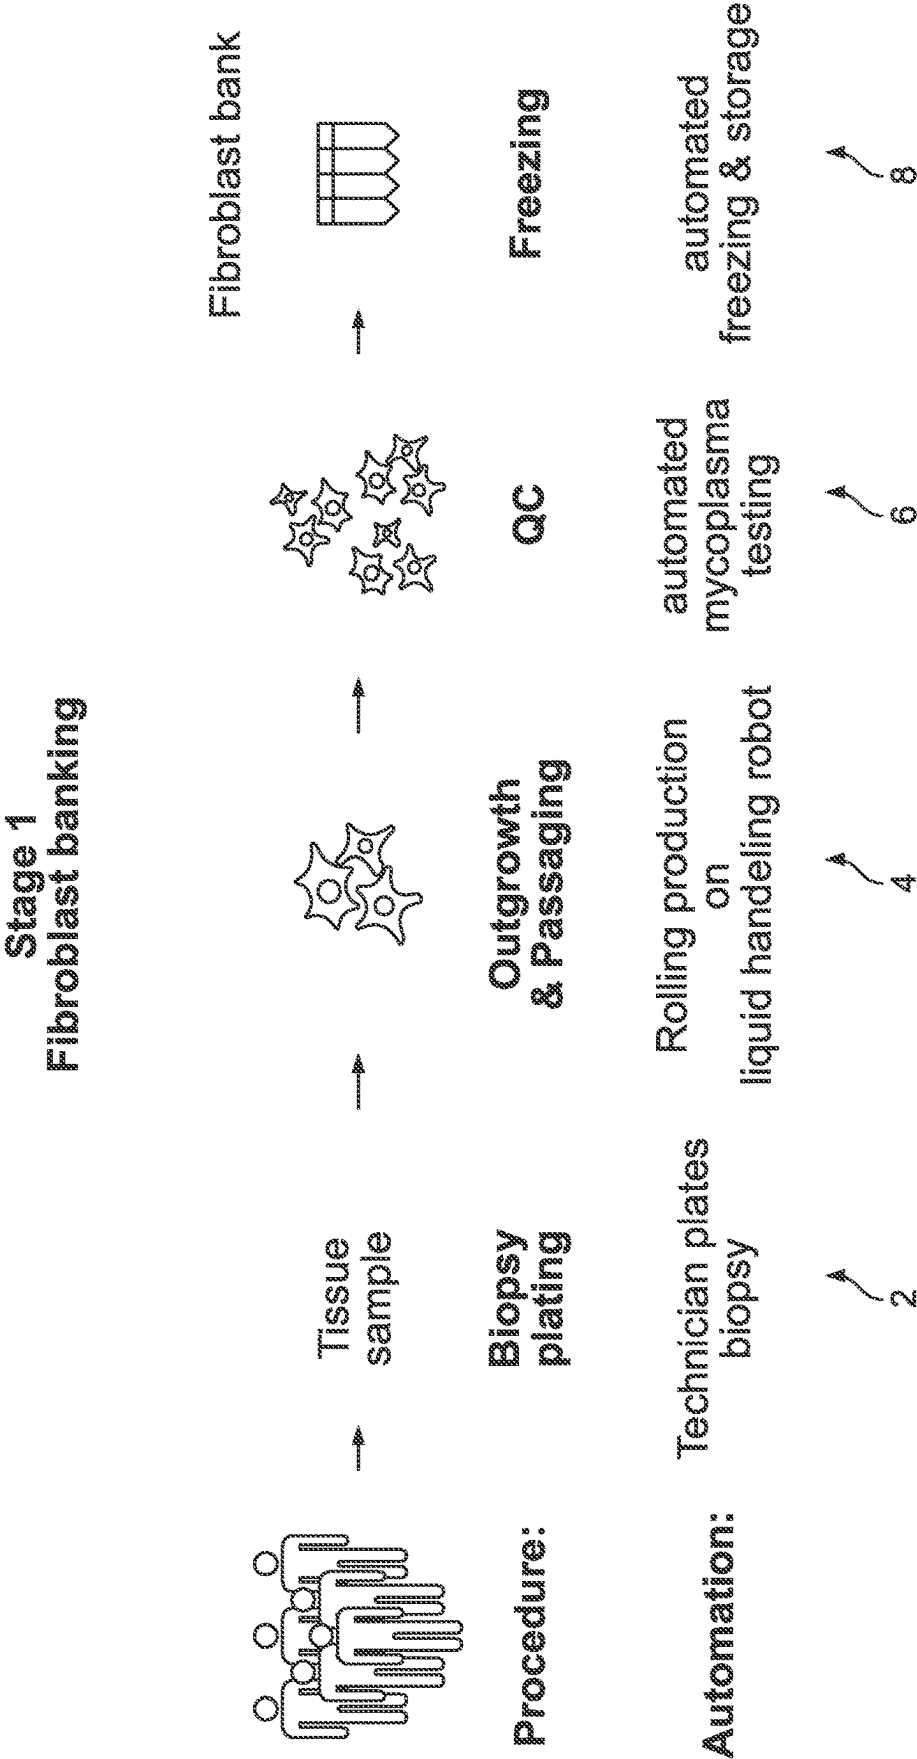 Stage 1
Fibroblast banking
Fibroblast bank
Tissue
sample
Procedure:
Biopsy
plating
Outgrowth
& Passaging
QC
Freezing
Automation:
Technician plates
biopsy
Rolling production
on
liquid handeling robot
automated
mycoplasma
testing
automated
freezing & storage
2
4
6
8